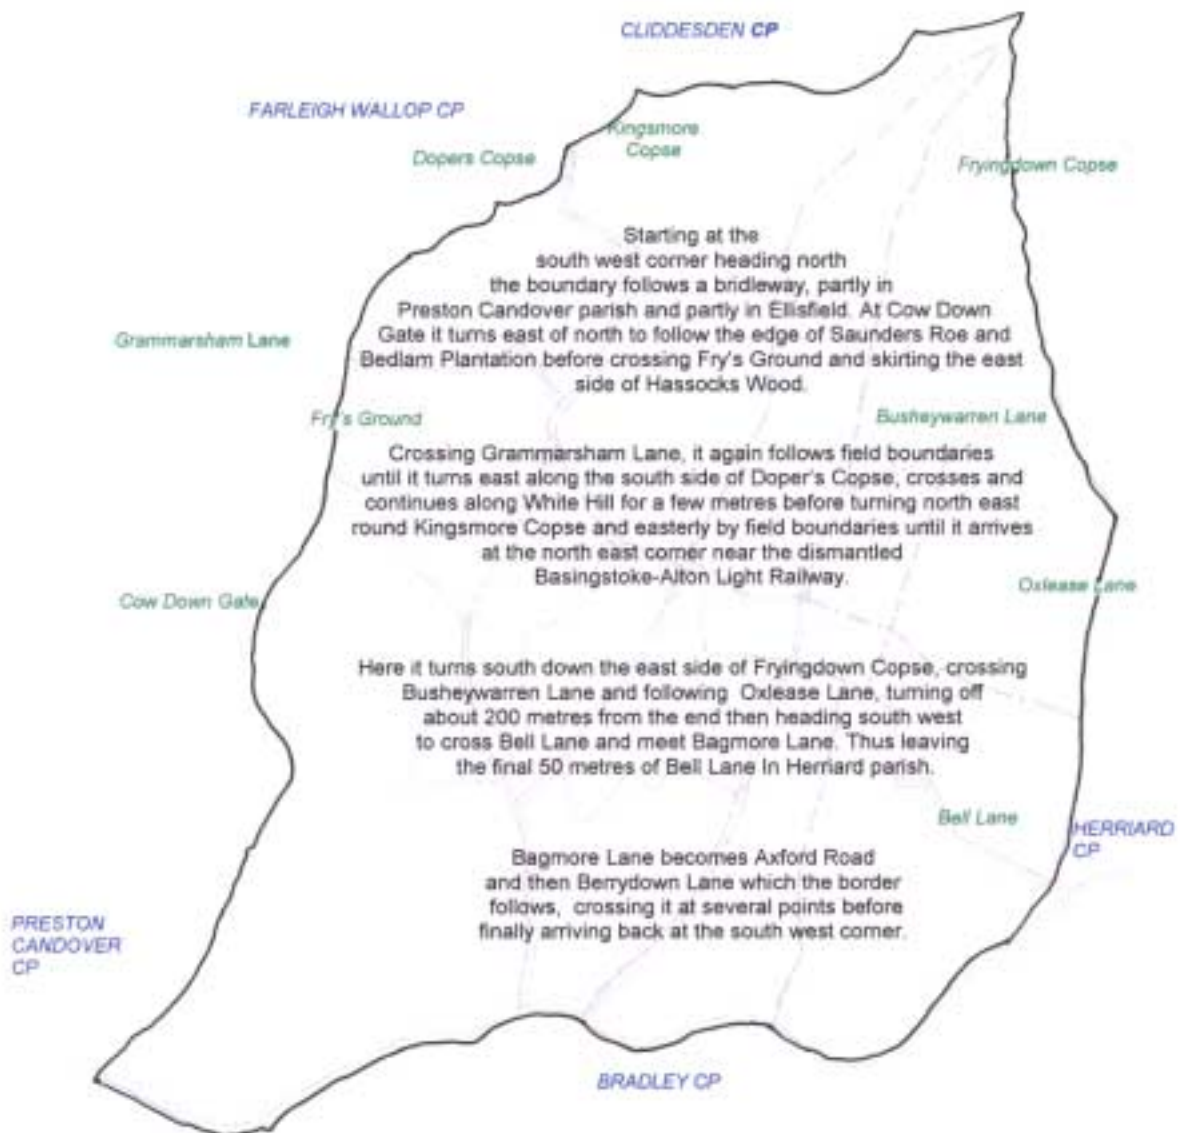 CLIDDESDEN CP
FARLEIGH WALLOP CP
Kingsmore
Copse
Dopers Copse
Fryingdown Copse
Starting at the
south west corner heading north
the boundary follows a bridleway, partly in
Preston Candover parish and partly in Ellisfield. At Cow Down
Gate it turns east of north to follow the edge of Saunders Roe and
Bedlam Plantation before crossing Fry's Ground and skirting the east
side of Hassocks Wood.
Grammarsham Lane
Fry's Ground
Busheywarren Lane
Crossing Grammarsham Lane, it again follows field boundaries
until it turns east along the south side of Doper's Copse, crosses and
continues along White Hill for a few metres before turning north east
round Kingsmore Copse and easterly by field boundaries until it arrives
at the north east corner near the dismantled
Basingstoke-Alton Light Railway.
Cow Down Gate
Oxlease Lane
Here it turns south down the east side of Fryingdown Copse, crossing
Busheywarren Lane and following Oxlease Lane, turning off
about 200 metres from the end then heading south west
to cross Bell Lane and meet Bagmore Lane. Thus leaving
the final 50 metres of Bell Lane In Herriard parish.
Bell Lane
HERRIARD
CP
Bagmore Lane becomes Axford Road
and then Berrydown Lane which the border
follows, crossing it at several points before
finally arriving back at the south west corner.
PRESTON
CANDOVER
CP
BRADLEY CP